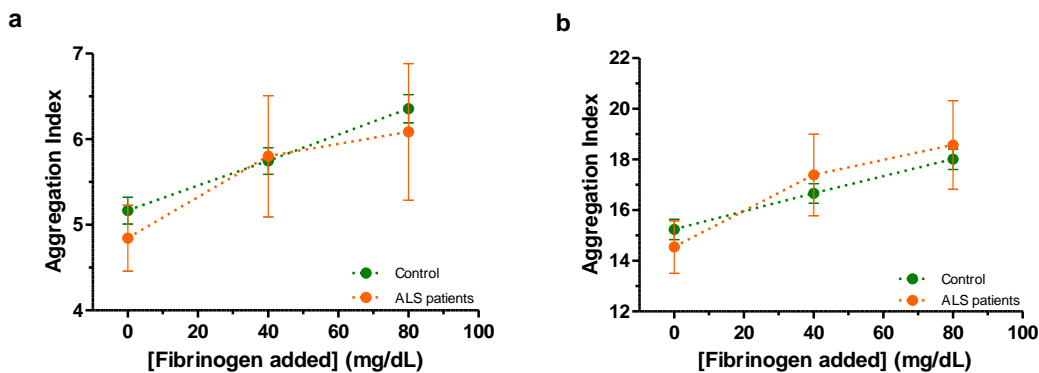 a
Aggregation Index
7
6
5
4
0 20 40 60 80 100
[Fibrinogen added] (mg/dL)
Control
ALS patients
b
Aggregation Index
22
20
18
16
14
12
0 20 40 60 80 100
[Fibrinogen added] (mg/dL)
Control
ALS patients